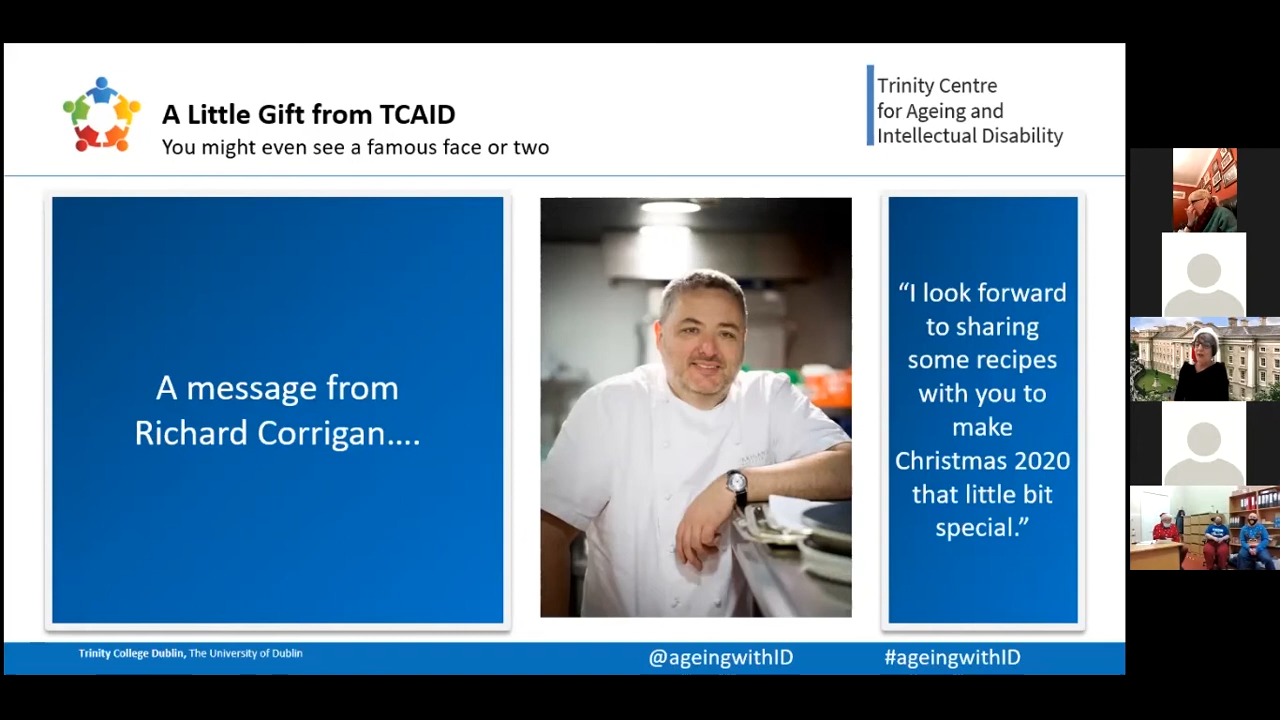 A Little Gift from TCAID
You might even see a famous face or two
Trinity Centre
for Ageing and
Intellectual Disability
A message from
Richard Corrigan....
“I look forward
to sharing
some recipes
with you to
make
Christmas 2020
that little bit
special.”
Trinity College Dublin, The University of Dublin
@ageingwithID
#ageingwithID